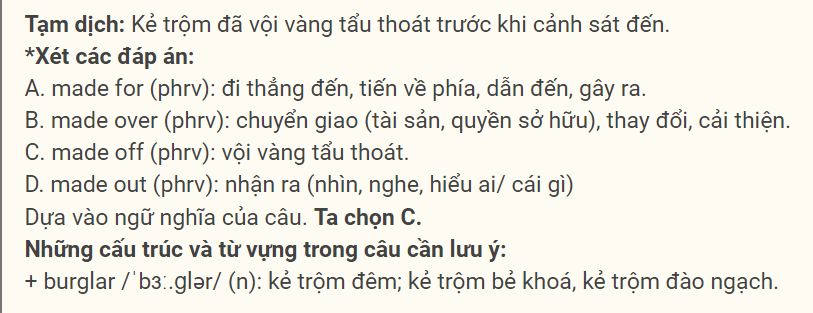 Tạm dịch: Kẻ trộm đã vội vàng tẩu thoát trước khi cảnh sát đến.
*Xét các đáp án:
A. made for (phrv): đi thẳng đến, tiến về phía, dẫn đến, gây ra.
B. made over (phrv): chuyển giao (tài sản, quyền sở hữu), thay đổi, cải thiện.
C. made off (phrv): vội vàng tẩu thoát.
D. made out (phrv): nhận ra (nhìn, nghe, hiểu ai/ cái gì)
Dựa vào ngữ nghĩa của câu. Ta chọn C.
Những cấu trúc và từ vựng trong câu cần lưu ý:
+ burglar /ˈbɜː.ɡlər/ (n): kẻ trộm đêm; kẻ trộm bẻ khoá, kẻ trộm đào ngạch.